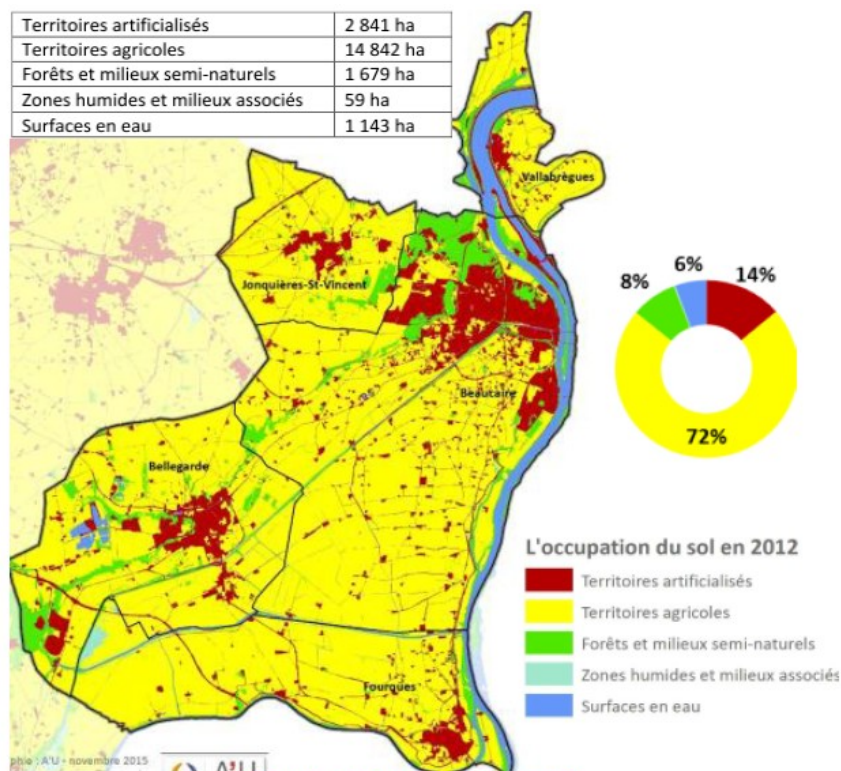 Territoires artificialisés 2 841 ha
Territoires agricoles 14 842 ha
Forêts et milieux semi-naturels 1 679 ha
Zones humides et milieux associés 59 ha
Surfaces en eau 1 143 ha
Vallabrègues
Jonquières-St-Vincent
Beaucaire
Bellegarde
Fourques
8%
6%
14%
72%
L'occupation du sol en 2012
Territoires artificialisés
Territoires agricoles
Forêts et milieux semi-naturels
Zones humides et milieux associés
Surfaces en eau
phie : A'U - novembre 2015
A'U